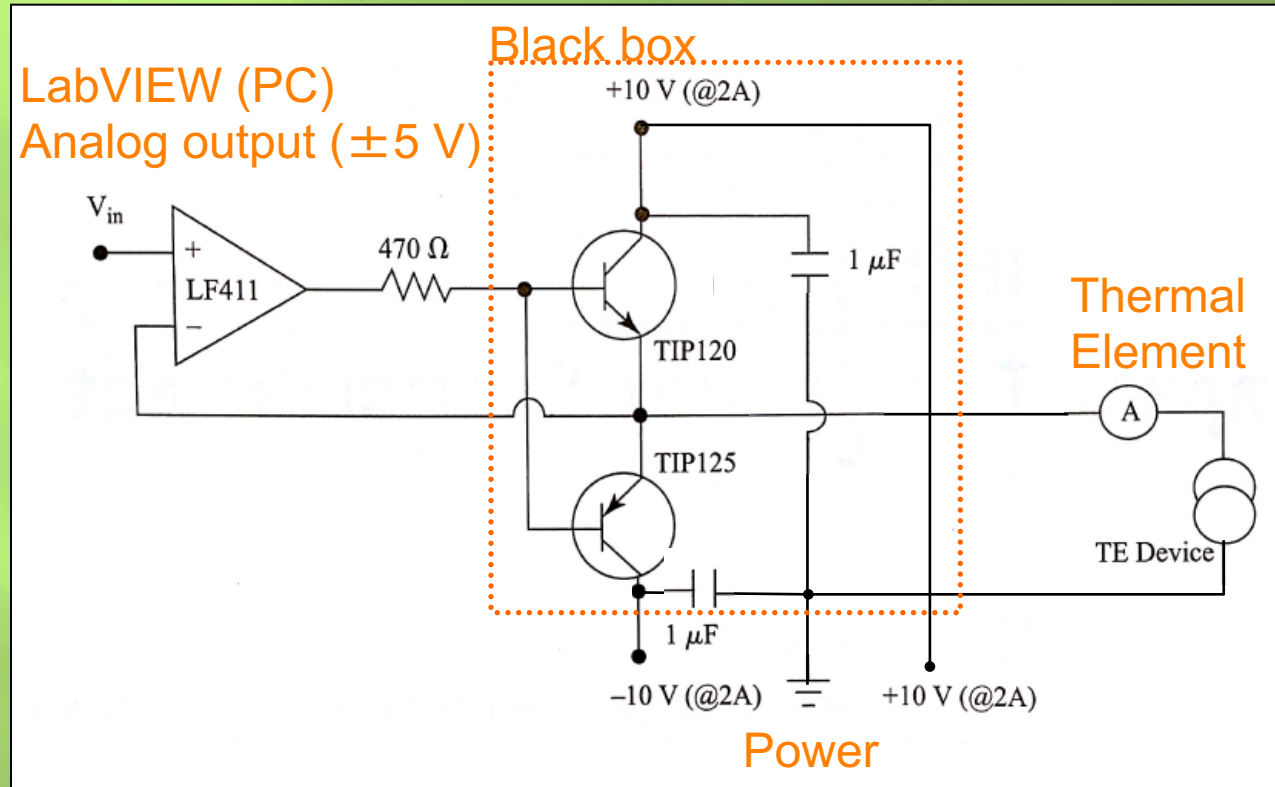 Black box
LabVIEW (PC)
Analog output (±5 V)
+10 V (@2A)
V_in
+
LF411
−
470 Ω
TIP120
1 μF
Thermal
Element
A
TIP125
TE Device
1 μF
–10 V (@2A)
+10 V (@2A)
Power